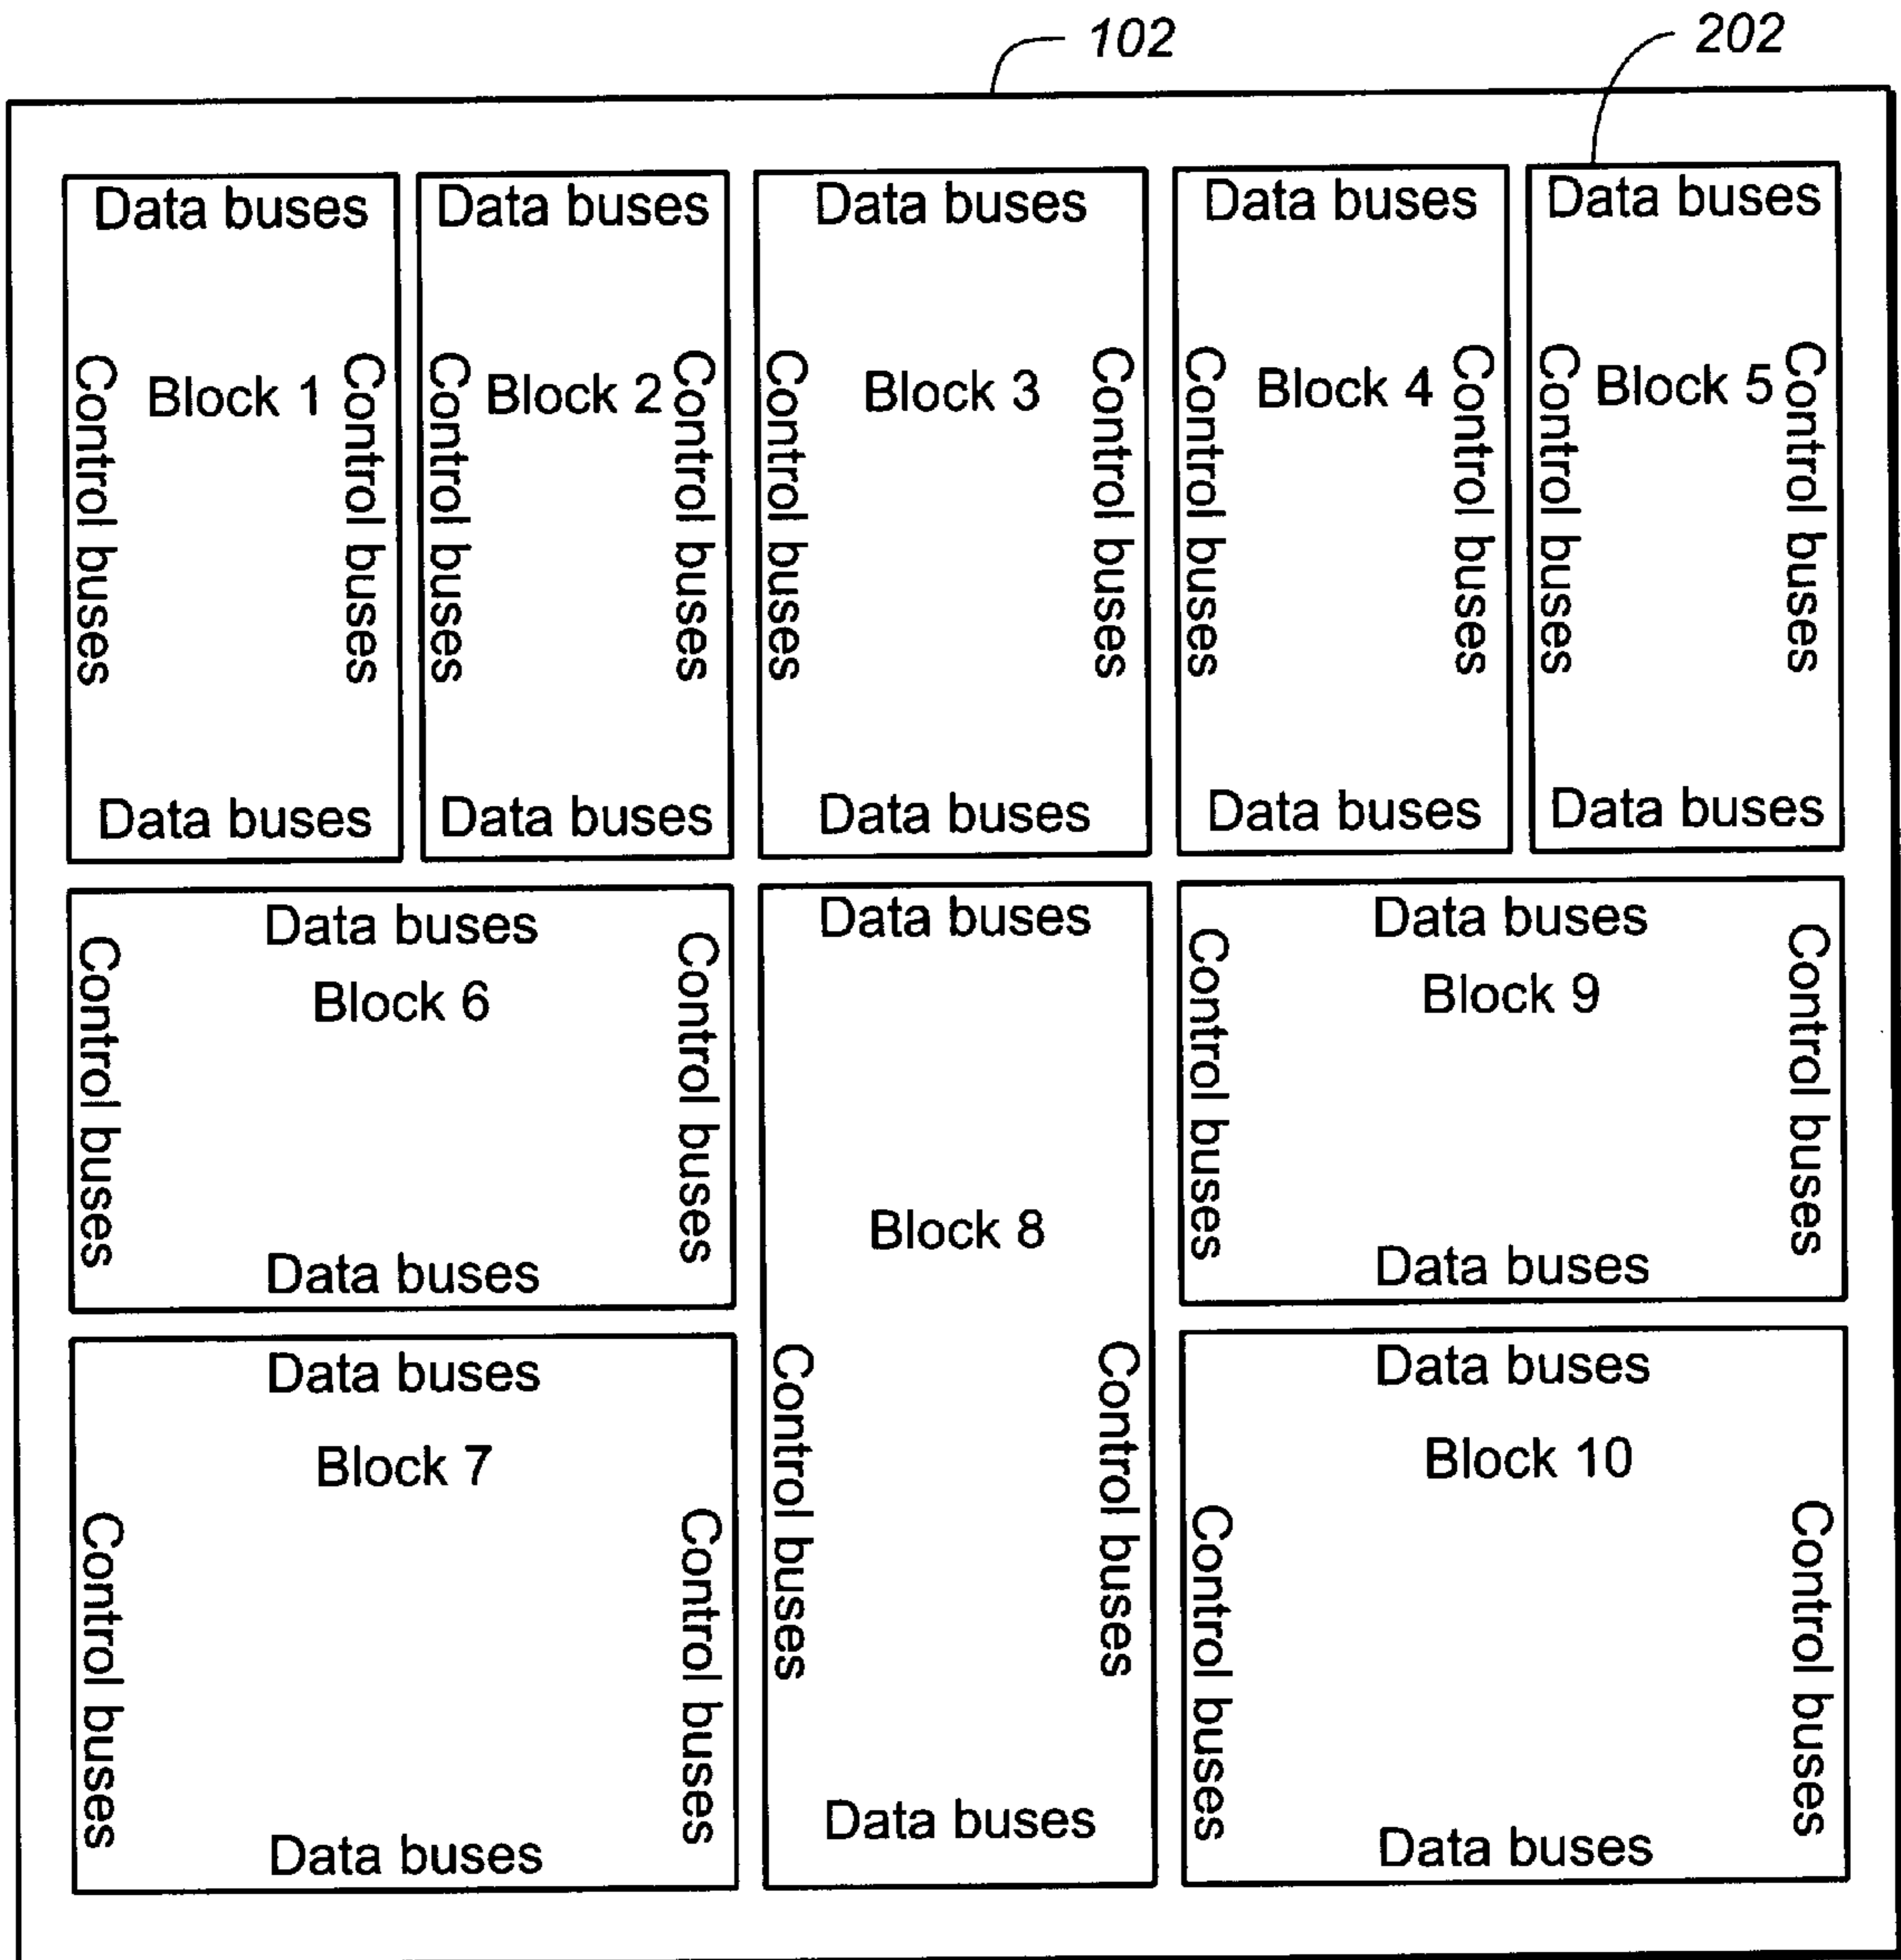 102
202
Data buses
Control buses
Block 1
Control buses
Data buses
Data buses
Control buses
Block 2
Control buses
Data buses
Data buses
Control buses
Block 3
Control buses
Data buses
Data buses
Control buses
Block 4
Control buses
Data buses
Data buses
Control buses
Block 5
Control buses
Data buses
Data buses
Control buses
Block 6
Control buses
Data buses
Data buses
Block 8
Control buses
Control buses
Data buses
Data buses
Control buses
Block 9
Control buses
Data buses
Data buses
Block 7
Control buses
Control buses
Data buses
Data buses
Block 10
Control buses
Control buses
Data buses